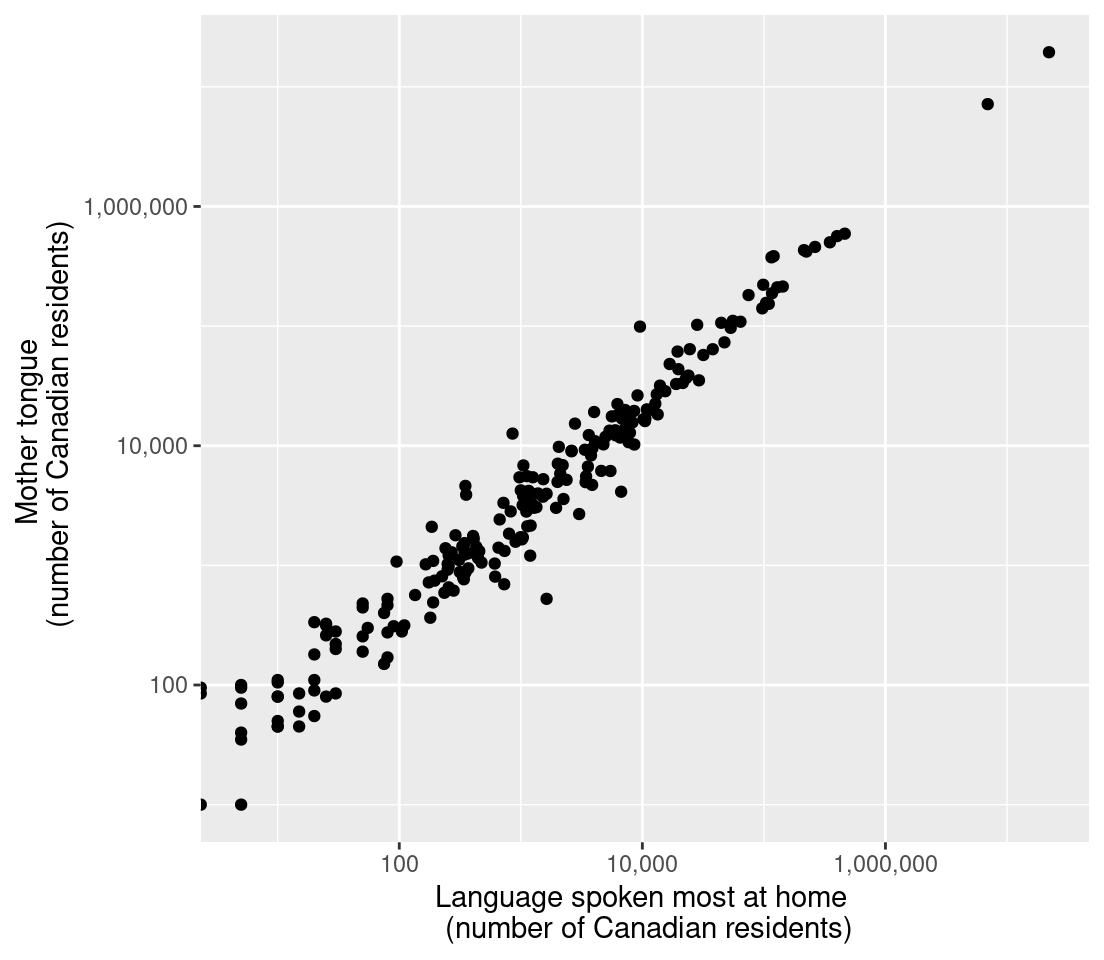 Mother tongue
(number of Canadian residents)
1,000,000
10,000
100
100
10,000
1,000,000
Language spoken most at home
(number of Canadian residents)